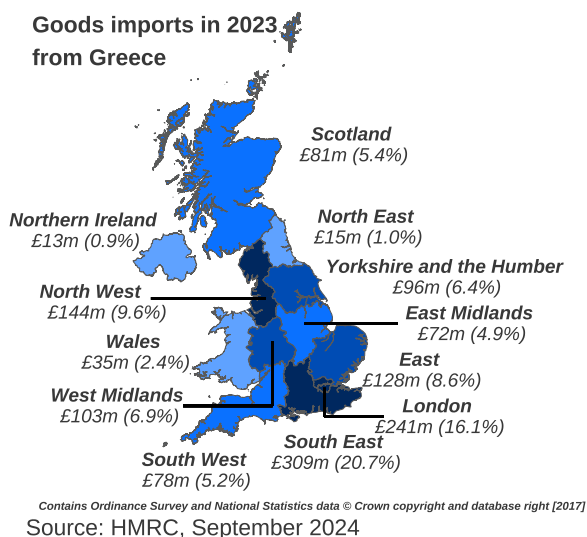 Goods imports in 2023
from Greece
Scotland
£81m (5.4%)
Northern Ireland
£13m (0.9%)
North East
£15m (1.0%)
Yorkshire and the Humber
£96m (6.4%)
North West
£144m (9.6%)
East Midlands
£72m (4.9%)
Wales
£35m (2.4%)
East
£128m (8.6%)
West Midlands
£103m (6.9%)
London
£241m (16.1%)
South East
£309m (20.7%)
South West
£78m (5.2%)
Contains Ordinance Survey and National Statistics data © Crown copyright and database right [2017]
Source: HMRC, September 2024